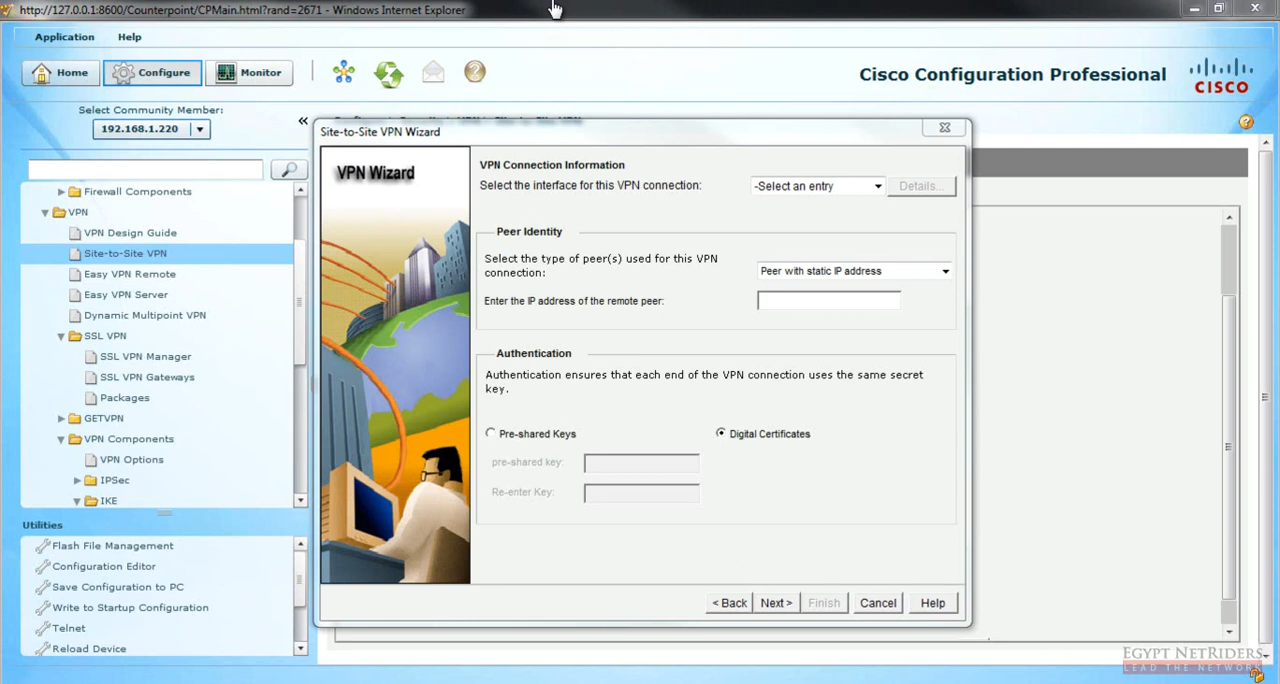 http://127.0.0.1:8600/Counterpoint/CPMain.html?rand=2671 - Windows Internet Explorer
Application Help
Home Configure Monitor
Cisco Configuration Professional
CISCO
Select Community Member:
192.168.1.220
Firewall Components
VPN
VPN Design Guide
Site-to-Site VPN
Easy VPN Remote
Easy VPN Server
Dynamic Multipoint VPN
SSL VPN
SSL VPN Manager
SSL VPN Gateways
Packages
GETVPN
VPN Components
VPN Options
IPSec
IKE
Utilities
Flash File Management
Configuration Editor
Save Configuration to PC
Write to Startup Configuration
Telnet
Reload Device
Site-to-Site VPN Wizard
VPN Wizard
VPN Connection Information
Select the interface for this VPN connection: -Select an entry Details...
Peer Identity
Select the type of peer(s) used for this VPN
connection: Peer with static IP address
Enter the IP address of the remote peer:
Authentication
Authentication ensures that each end of the VPN connection uses the same secret
key.
Pre-shared Keys Digital Certificates
pre-shared key:
Re-enter Key:
< Back Next > Finish Cancel Help
EGYPT NETRIDERS
LEAD THE NETWORK